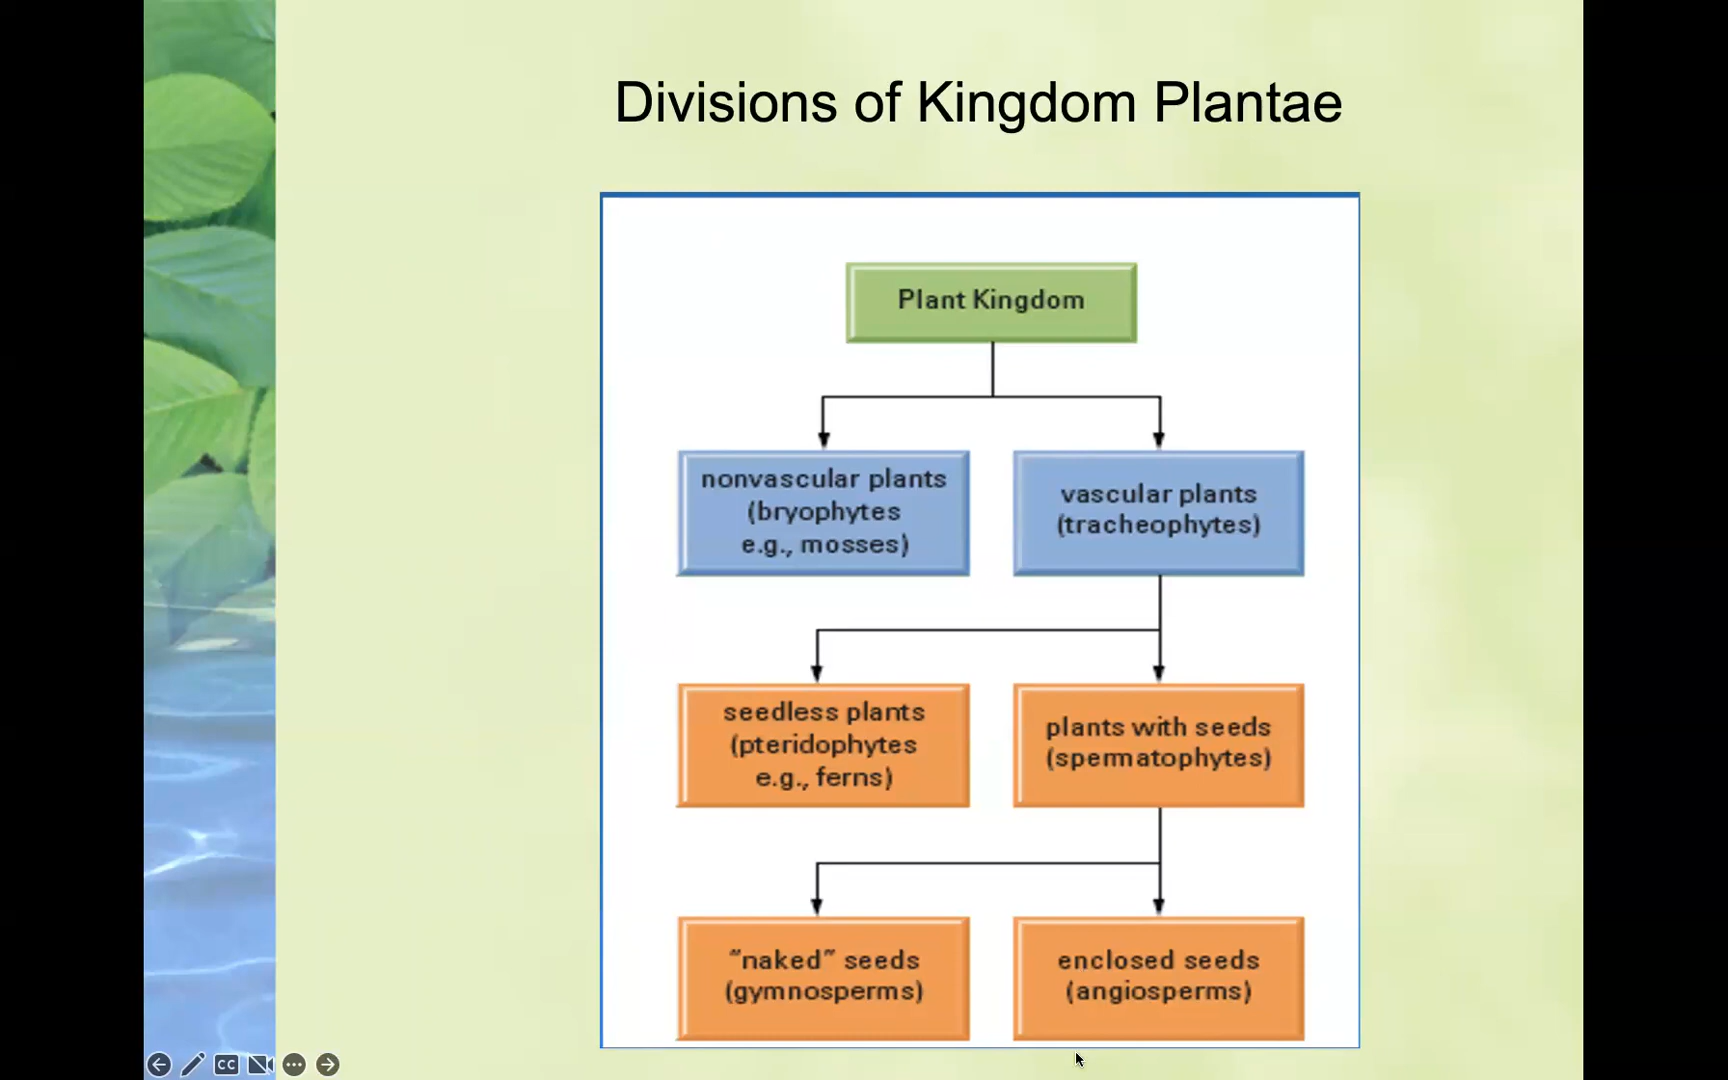 Divisions of Kingdom Plantae
Plant Kingdom
nonvascular plants
(bryophytes
e.g., mosses)
vascular plants
(tracheophytes)
seedless plants
(pteridophytes
e.g., ferns)
plants with seeds
(spermatophytes)
“naked” seeds
(gymnosperms)
enclosed seeds
(angiosperms)
CC